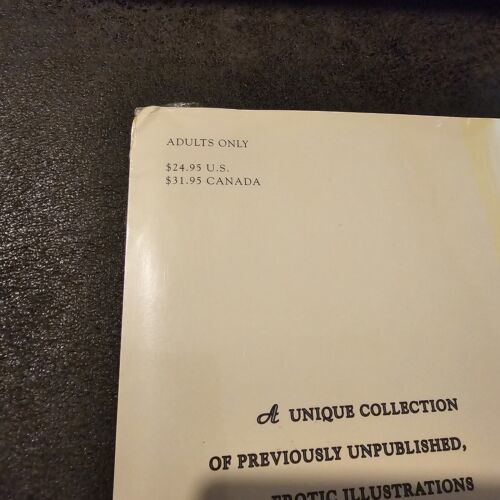 ADULTS ONLY
$24.95 U.S.
$31.95 CANADA
A UNIQUE COLLECTION
OF PREVIOUSLY UNPUBLISHED,
EROTIC ILLUSTRATIONS